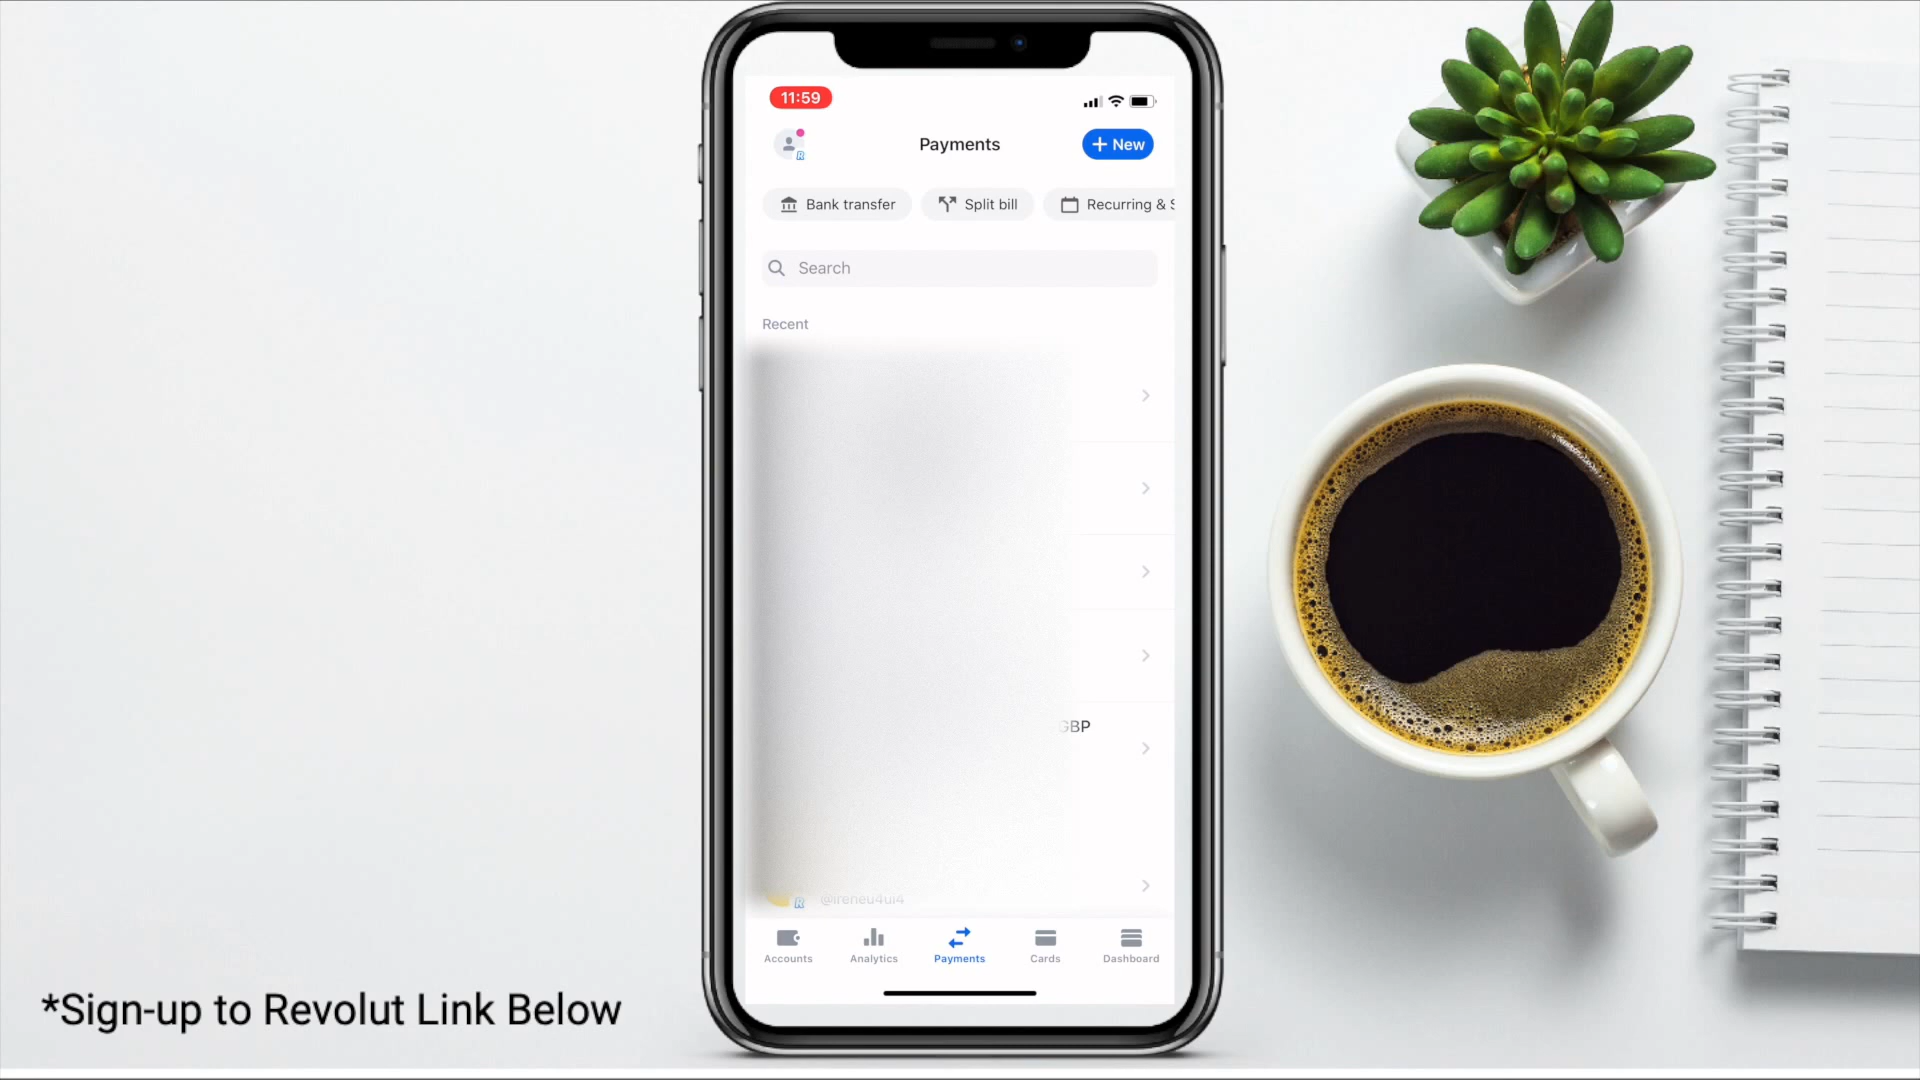 11:59
Payments
+ New
Bank transfer
Split bill
Recurring & S
Search
Recent
GBP
Accounts
Analytics
Payments
Cards
Dashboard
*Sign-up to Revolut Link Below